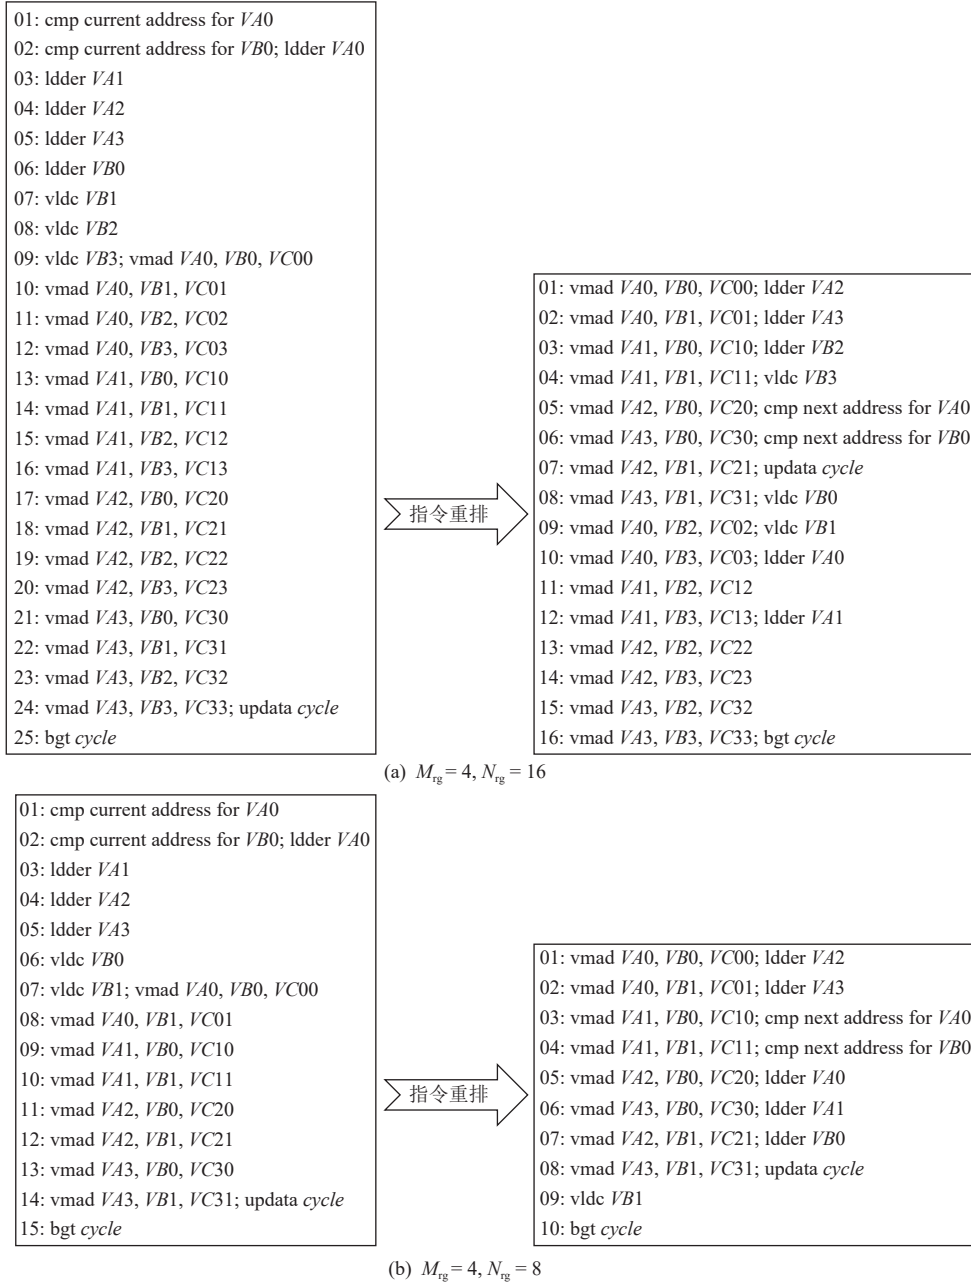 01: cmp current address for VA0
02: cmp current address for VB0; ldder VA0
03: ldder VA1
04: ldder VA2
05: ldder VA3
06: ldder VB0
07: vldc VB1
08: vldc VB2
09: vldc VB3; vmad VA0, VB0, VC00
10: vmad VA0, VB1, VC01
11: vmad VA0, VB2, VC02
12: vmad VA0, VB3, VC03
13: vmad VA1, VB0, VC10
14: vmad VA1, VB1, VC11
15: vmad VA1, VB2, VC12
16: vmad VA1, VB3, VC13
17: vmad VA2, VB0, VC20
18: vmad VA2, VB1, VC21
19: vmad VA2, VB2, VC22
20: vmad VA2, VB3, VC23
21: vmad VA3, VB0, VC30
22: vmad VA3, VB1, VC31
23: vmad VA3, VB2, VC32
24: vmad VA3, VB3, VC33; updata cycle
25: bgt cycle
指令重排
01: vmad VA0, VB0, VC00; ldder VA2
02: vmad VA0, VB1, VC01; ldder VA3
03: vmad VA1, VB0, VC10; ldder VB2
04: vmad VA1, VB1, VC11; vldc VB3
05: vmad VA2, VB0, VC20; cmp next address for VA0
06: vmad VA3, VB0, VC30; cmp next address for VB0
07: vmad VA2, VB1, VC21; updata cycle
08: vmad VA3, VB1, VC31; vldc VB0
09: vmad VA0, VB2, VC02; vldc VB1
10: vmad VA0, VB3, VC03; ldder VA0
11: vmad VA1, VB2, VC12
12: vmad VA1, VB3, VC13; ldder VA1
13: vmad VA2, VB2, VC22
14: vmad VA2, VB3, VC23
15: vmad VA3, VB2, VC32
16: vmad VA3, VB3, VC33; bgt cycle
(a) Mrg = 4, Nrg = 16
01: cmp current address for VA0
02: cmp current address for VB0; ldder VA0
03: ldder VA1
04: ldder VA2
05: ldder VA3
06: vldc VB0
07: vldc VB1; vmad VA0, VB0, VC00
08: vmad VA0, VB1, VC01
09: vmad VA1, VB0, VC10
10: vmad VA1, VB1, VC11
11: vmad VA2, VB0, VC20
12: vmad VA2, VB1, VC21
13: vmad VA3, VB0, VC30
14: vmad VA3, VB1, VC31; updata cycle
15: bgt cycle
指令重排
01: vmad VA0, VB0, VC00; ldder VA2
02: vmad VA0, VB1, VC01; ldder VA3
03: vmad VA1, VB0, VC10; cmp next address for VA0
04: vmad VA1, VB1, VC11; cmp next address for VB0
05: vmad VA2, VB0, VC20; ldder VA0
06: vmad VA3, VB0, VC30; ldder VA1
07: vmad VA2, VB1, VC21; ldder VB0
08: vmad VA3, VB1, VC31; updata cycle
09: vldc VB1
10: bgt cycle
(b) Mrg = 4, Nrg = 8